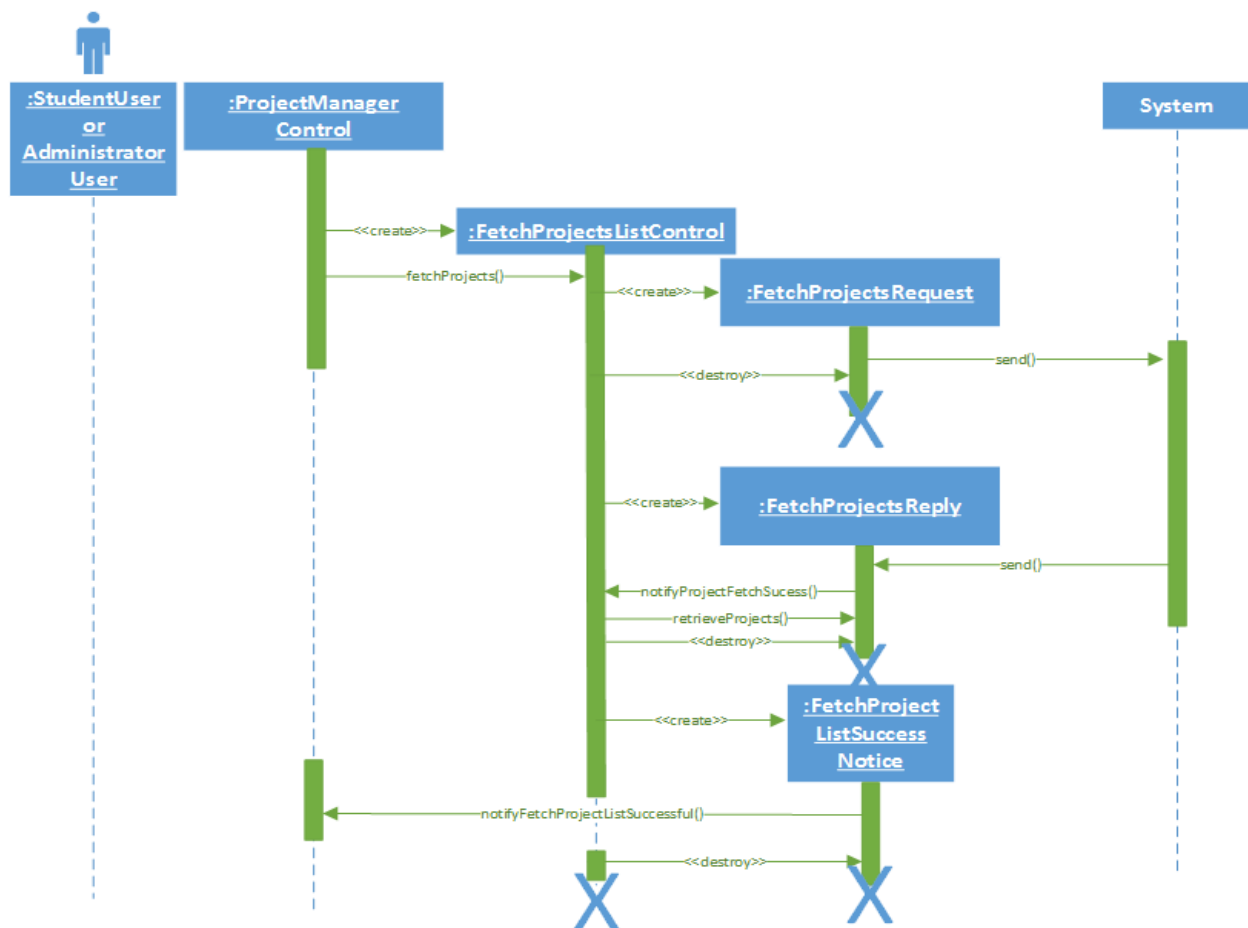 :StudentUser
or
Administrator
User
:ProjectManager
Control
System
<<create>>
:FetchProjectsListControl
fetchProjects()
<<create>>
:FetchProjectsRequest
send()
<<destroy>>
<<create>>
:FetchProjectsReply
send()
notifyProjectFetchSucess()
retrieveProjects()
<<destroy>>
<<create>>
:FetchProject
ListSuccess
Notice
notifyFetchProjectListSuccessful()
<<destroy>>